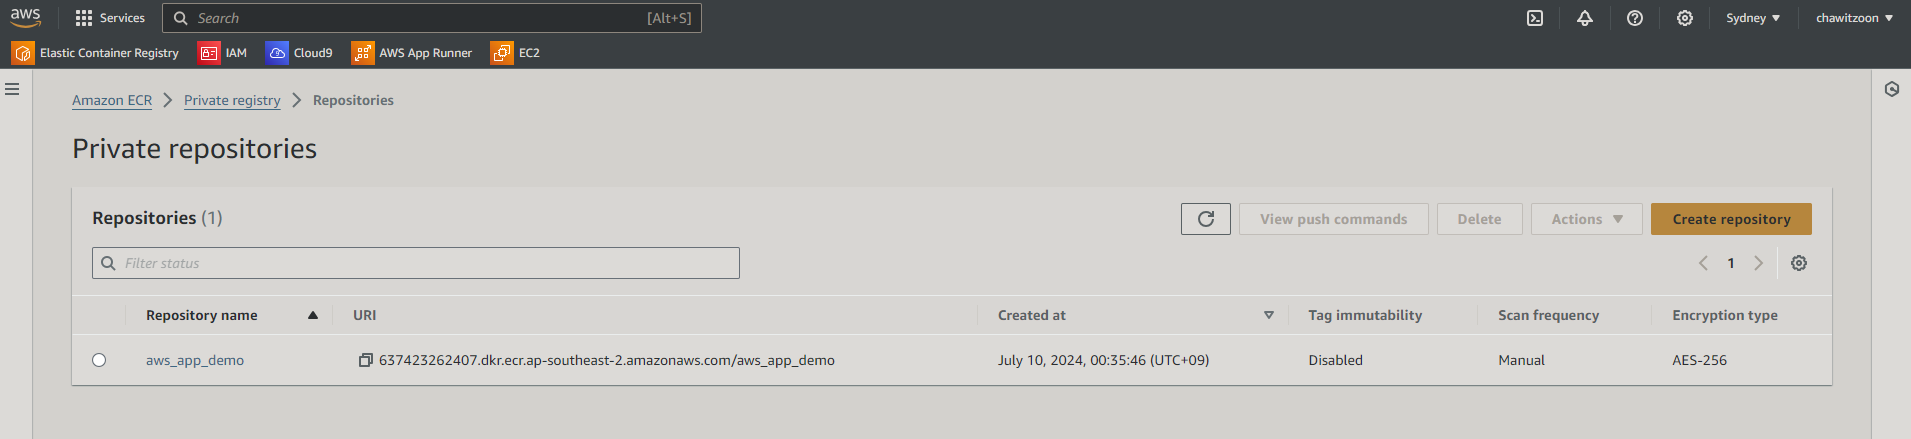 aws Services Search [Alt+S] Sydney ▼ chawitzoon ▼
Elastic Container Registry IAM Cloud9 AWS App Runner EC2
Amazon ECR > Private registry > Repositories
Private repositories
Repositories (1) View push commands Delete Actions ▼ Create repository
Filter status < 1 >
Repository name ▲ URI Created at ▽ Tag immutability Scan frequency Encryption type
aws_app_demo 637423262407.dkr.ecr.ap-southeast-2.amazonaws.com/aws_app_demo July 10, 2024, 00:35:46 (UTC+09) Disabled Manual AES-256